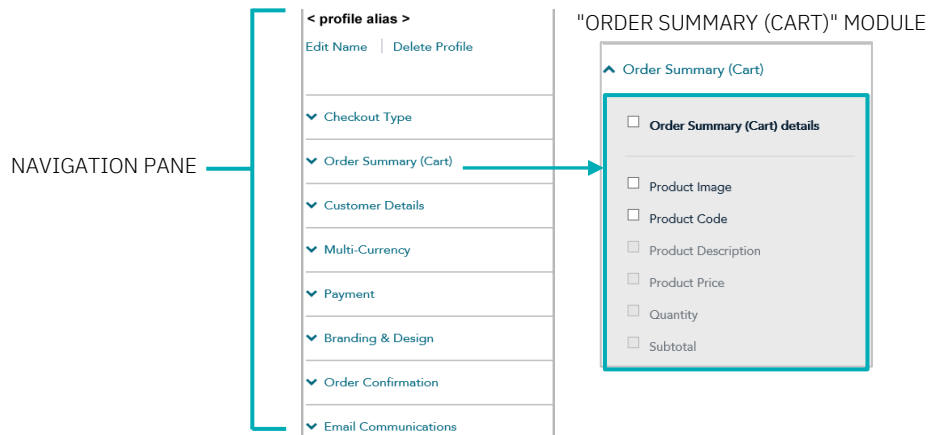 < profile alias >
Edit Name | Delete Profile
Checkout Type
Order Summary (Cart)
Customer Details
Multi-Currency
Payment
Branding & Design
Order Confirmation
Email Communications
NAVIGATION PANE
"ORDER SUMMARY (CART)" MODULE
Order Summary (Cart)
Order Summary (Cart) details
Product Image
Product Code
Product Description
Product Price
Quantity
Subtotal